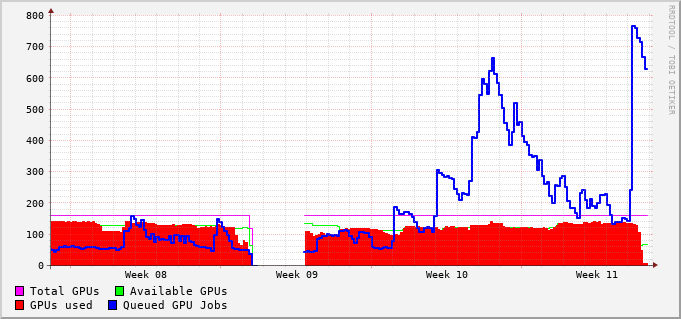 800
700
600
500
400
300
200
100
0
Week 08 Week 09 Week 10 Week 11
Total GPUs Available GPUs
GPUs used Queued GPU Jobs
RRDTOOL / TOBI OETIKER